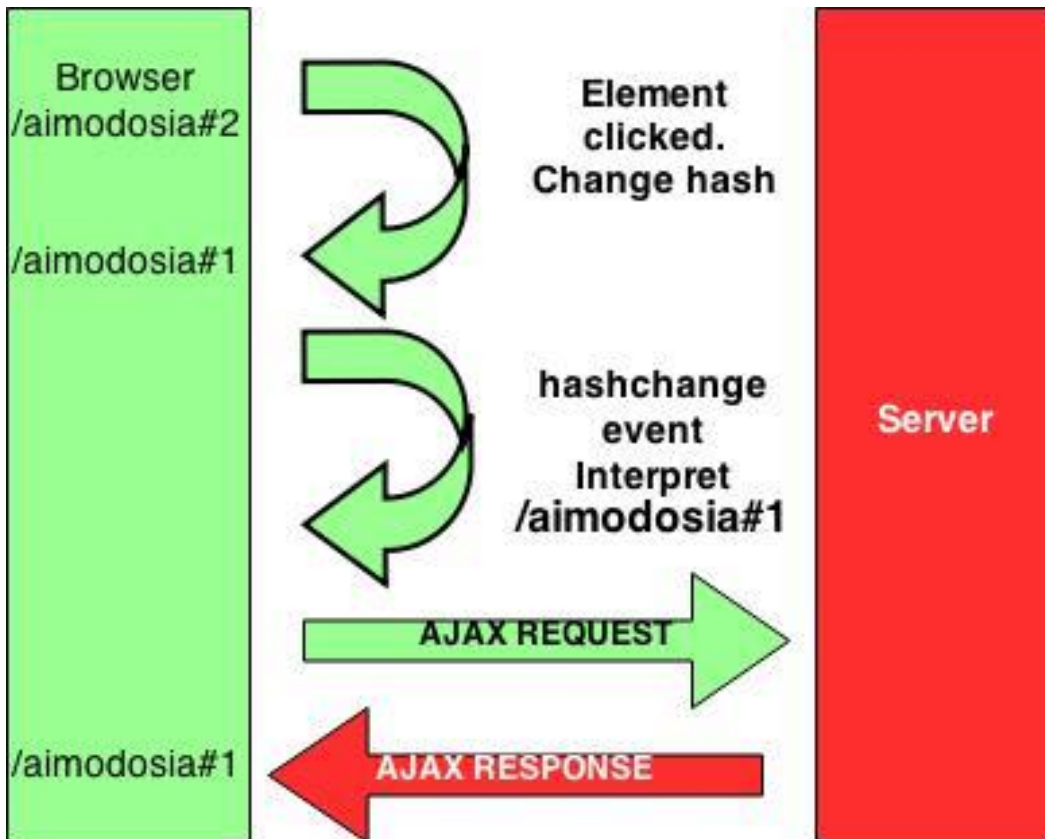 Browser
/aimodosia#2
Element
clicked.
Change hash
/aimodosia#1
hashchange
event
Interpret
/aimodosia#1
Server
AJAX REQUEST
/aimodosia#1
AJAX RESPONSE